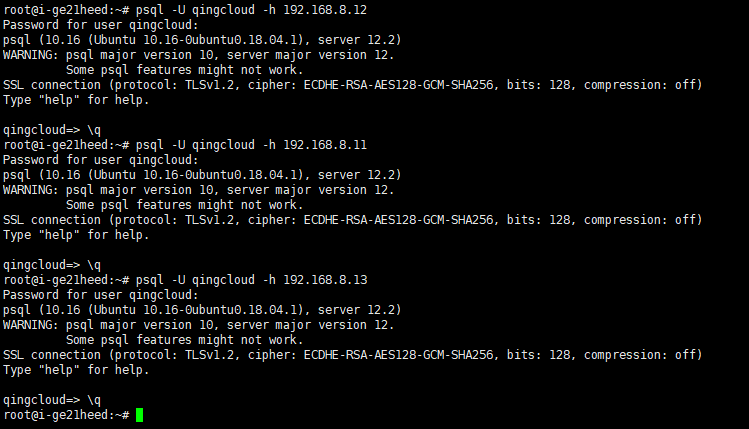 root@i-ge21heed:~# psql -U qingcloud -h 192.168.8.12
Password for user qingcloud:
psql (10.16 (Ubuntu 10.16-0ubuntu0.18.04.1), server 12.2)
WARNING: psql major version 10, server major version 12.
         Some psql features might not work.
SSL connection (protocol: TLSv1.2, cipher: ECDHE-RSA-AES128-GCM-SHA256, bits: 128, compression: off)
Type "help" for help.

qingcloud=> \q
root@i-ge21heed:~# psql -U qingcloud -h 192.168.8.11
Password for user qingcloud:
psql (10.16 (Ubuntu 10.16-0ubuntu0.18.04.1), server 12.2)
WARNING: psql major version 10, server major version 12.
         Some psql features might not work.
SSL connection (protocol: TLSv1.2, cipher: ECDHE-RSA-AES128-GCM-SHA256, bits: 128, compression: off)
Type "help" for help.

qingcloud=> \q
root@i-ge21heed:~# psql -U qingcloud -h 192.168.8.13
Password for user qingcloud:
psql (10.16 (Ubuntu 10.16-0ubuntu0.18.04.1), server 12.2)
WARNING: psql major version 10, server major version 12.
         Some psql features might not work.
SSL connection (protocol: TLSv1.2, cipher: ECDHE-RSA-AES128-GCM-SHA256, bits: 128, compression: off)
Type "help" for help.

qingcloud=> \q
root@i-ge21heed:~#